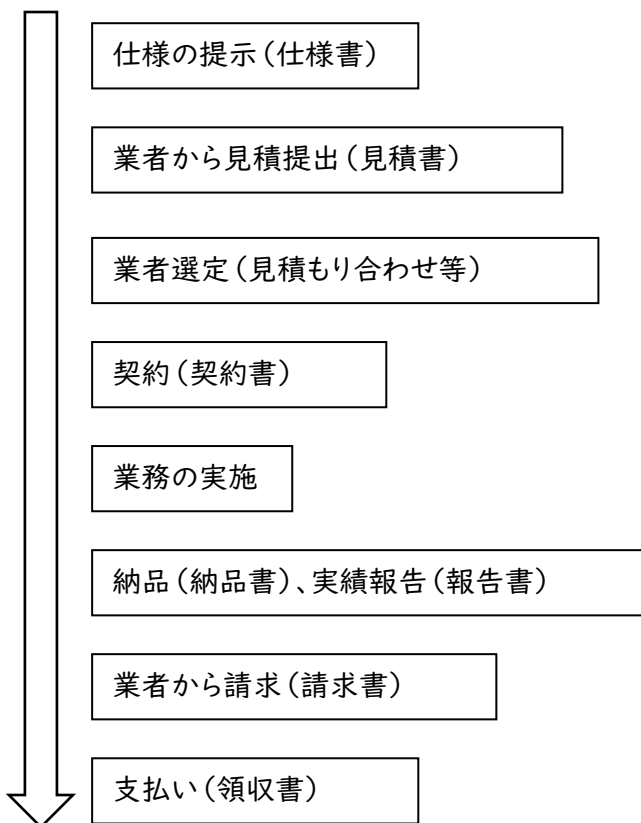 仕様の提示(仕様書)
業者から見積提出(見積書)
業者選定(見積もり合わせ等)
契約(契約書)
業務の実施
納品(納品書)、実績報告(報告書)
業者から請求(請求書)
支払い(領収書)